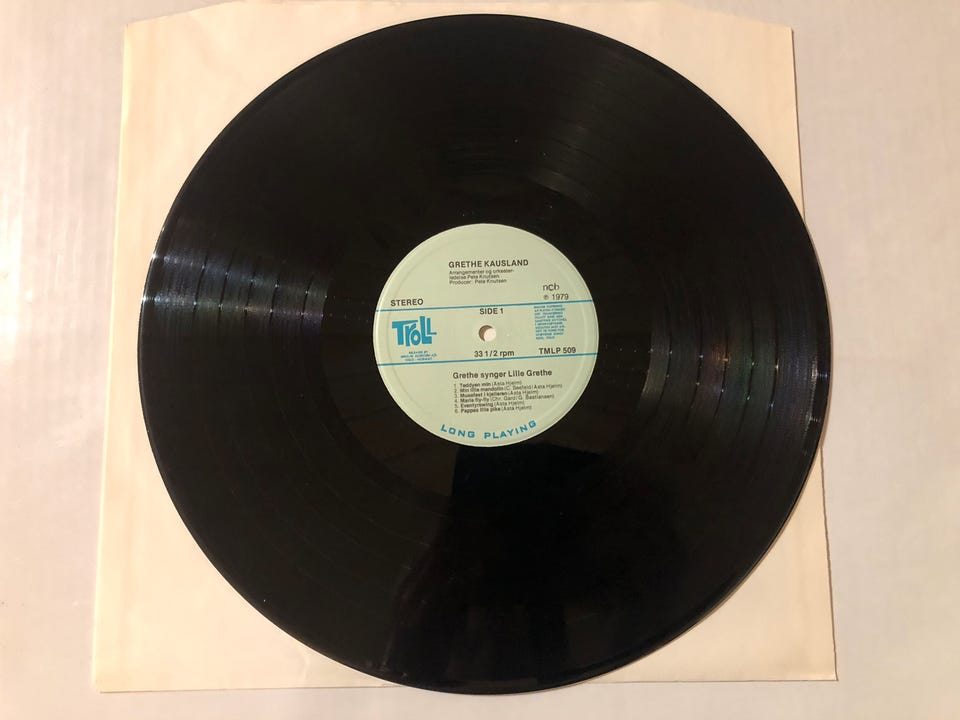 GRETHE KAUSLAND
Arrangementer og orkester-
ledelse Pete Knutsen
Producer: Pete Knutsen
ncb
℗ 1979
STEREO
SIDE 1
TROLL
33 1/2 rpm
TMLP 509
Grethe synger Lille Grethe
1. Teddyen min (Asta Hjelm)
2. Min lille mandolin (C. Seefeld/Asta Hjelm)
3. Musefest i kjelleren (Asta Hjelm)
4. Marie fly-fly (Chr. Gard/G. Bastiansen)
5. Eventyrswing (Asta Hjelm)
6. Pappas lille pike (Asta Hjelm)
LONG PLAYING